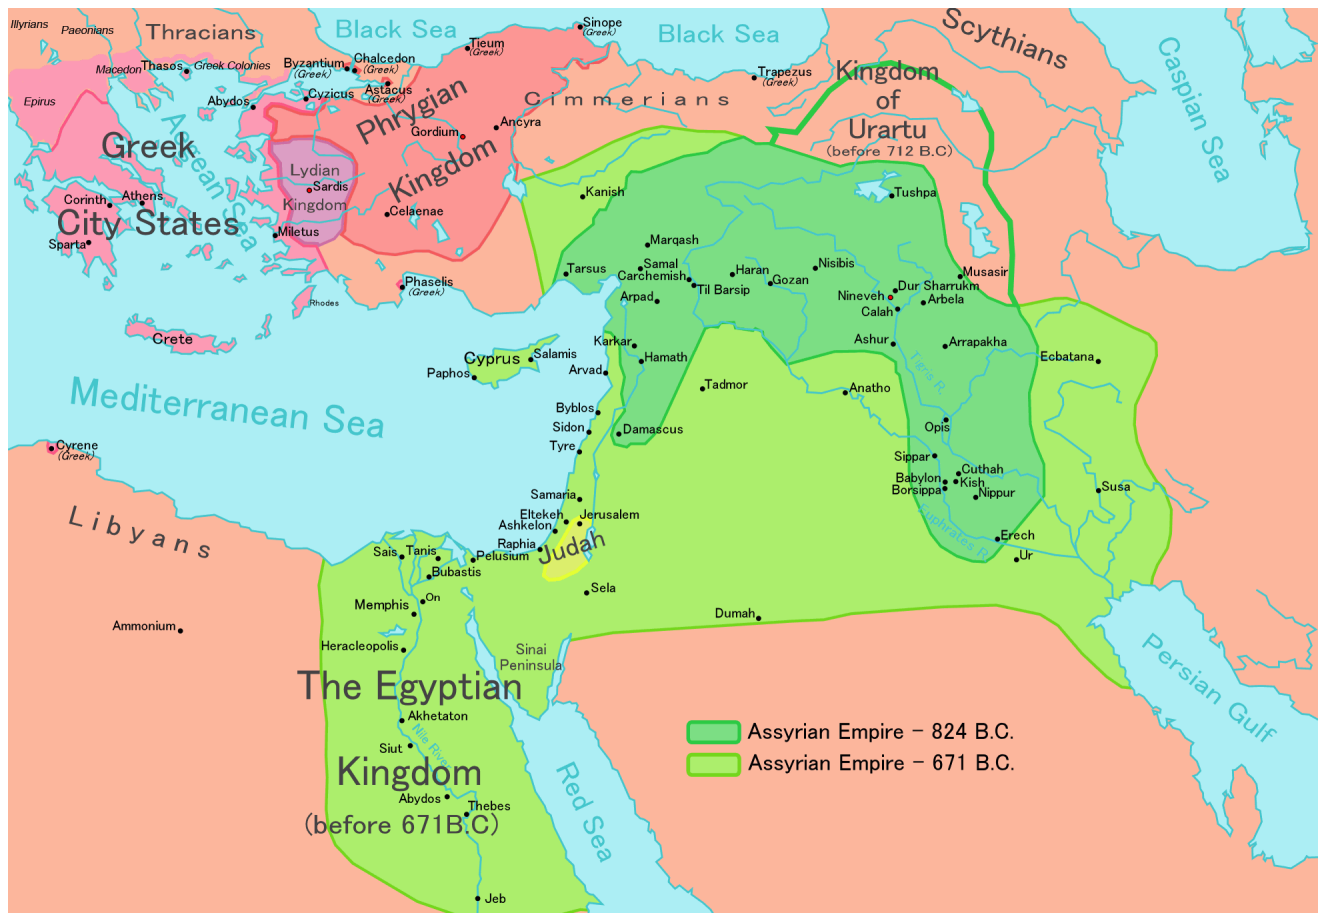 Illyrians
Paeonians
Thracians
Black Sea
Sinope
(Greek)
Black Sea
Scythians
Caspian Sea
Tieum
(Greek)
Macedon
Thasos
Greek Colonies
Byzantium
(Greek)
Chalcedon
(Greek)
Astacus
(Greek)
Trapezus
(Greek)
Kingdom
of
Urartu
(before 712 B.C)
Epirus
Abydos
Cyzicus
Cimmerians
Phrygian
Kingdom
Gordium
Ancyra
Aegean Sea
Greek
City States
Lydian
Kingdom
Sardis
Corinth
Athens
Sparta
Miletus
Celaenae
Kanish
Tushpa
Marqash
Tarsus
Samal
Carchemish
Til Barsip
Haran
Gozan
Nisibis
Musasir
Dur Sharrukm
Nineveh
Arbela
Calah
Phaselis
(Greek)
Rhodes
Arpad
Crete
Cyprus
Salamis
Paphos
Karkar
Hamath
Arvad
Ashur
Arrapakha
Ecbatana
Tigris R.
Tadmor
Anatho
Mediterranean Sea
Byblos
Sidon
Tyre
Damascus
Opis
Cyrene
(Greek)
Sippar
Cuthah
Babylon
Kish
Borsippa
Nippur
Susa
Samaria
Eltekeh
Jerusalem
Ashkelon
Raphia
Judah
Euphrates R.
Erech
Ur
Libyans
Sais
Tanis
Pelusium
Bubastis
Sela
On
Memphis
Dumah
Ammonium
Heracleopolis
Sinai
Peninsula
Persian Gulf
The Egyptian
Kingdom
(before 671B.C)
Akhetaton
Nile River
Siut
Abydos
Thebes
Red Sea
Jeb
Assyrian Empire - 824 B.C.
Assyrian Empire - 671 B.C.